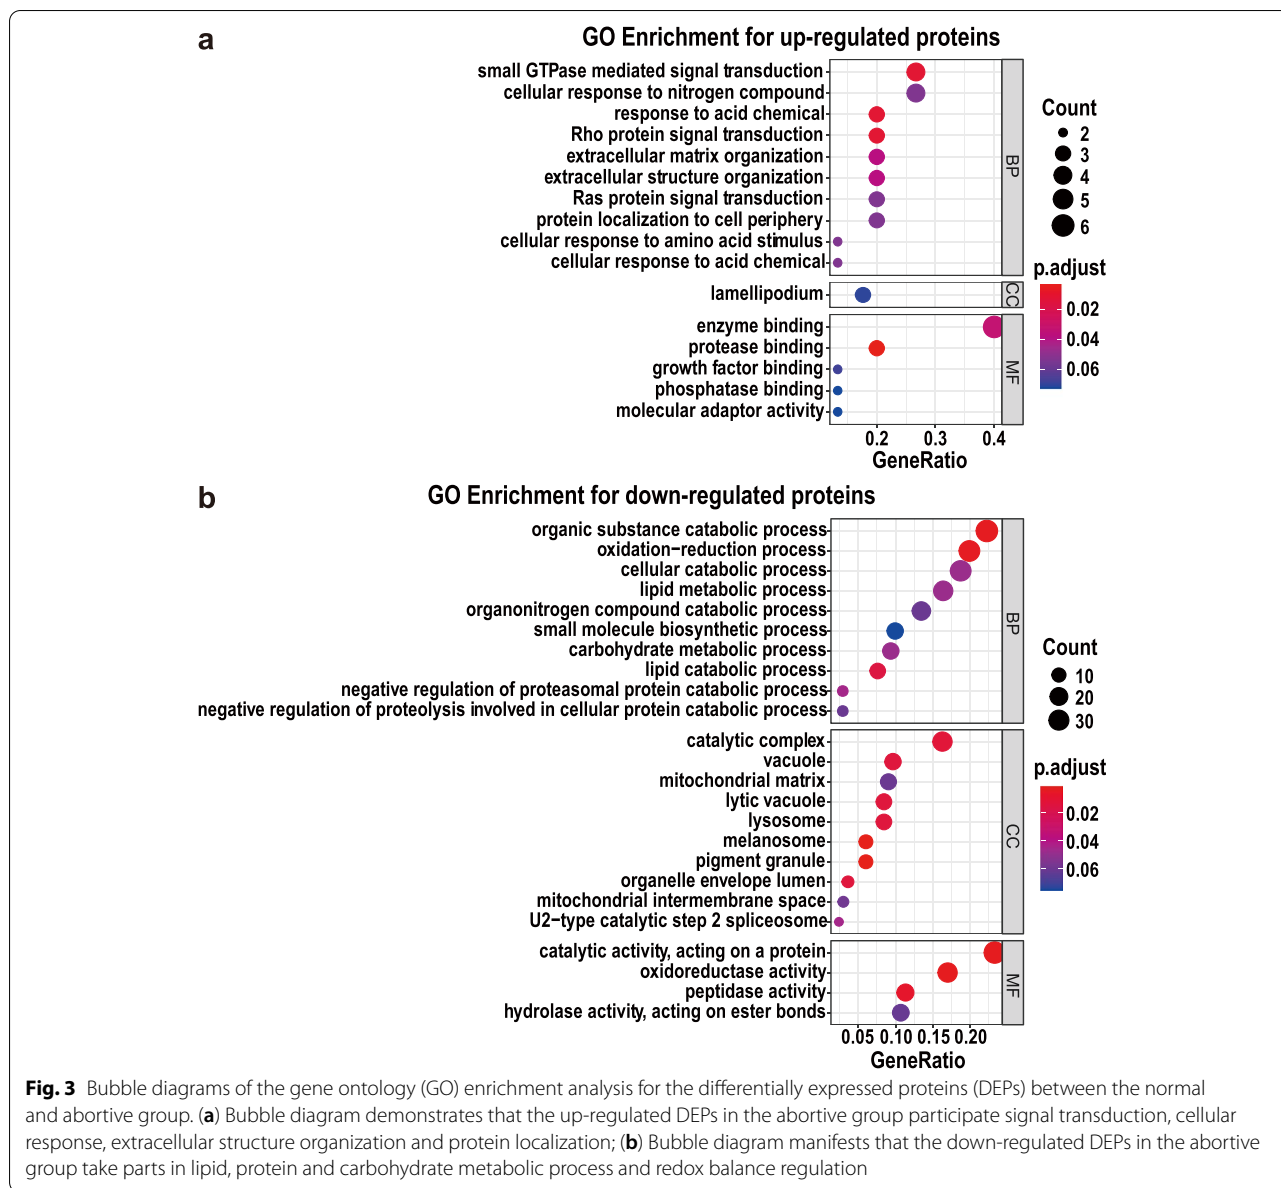 a
GO Enrichment for up-regulated proteins
small GTPase mediated signal transduction
cellular response to nitrogen compound
response to acid chemical
Rho protein signal transduction
extracellular matrix organization
extracellular structure organization
Ras protein signal transduction
protein localization to cell periphery
cellular response to amino acid stimulus
cellular response to acid chemical
BP
lamellipodium
CC
enzyme binding
protease binding
growth factor binding
phosphatase binding
molecular adaptor activity
MF
0.2 0.3 0.4
GeneRatio
Count
2
3
4
5
6
p.adjust
0.02
0.04
0.06
b
GO Enrichment for down-regulated proteins
organic substance catabolic process
oxidation−reduction process
cellular catabolic process
lipid metabolic process
organonitrogen compound catabolic process
small molecule biosynthetic process
carbohydrate metabolic process
lipid catabolic process
negative regulation of proteasomal protein catabolic process
negative regulation of proteolysis involved in cellular protein catabolic process
BP
catalytic complex
vacuole
mitochondrial matrix
lytic vacuole
lysosome
melanosome
pigment granule
organelle envelope lumen
mitochondrial intermembrane space
U2−type catalytic step 2 spliceosome
CC
catalytic activity, acting on a protein
oxidoreductase activity
peptidase activity
hydrolase activity, acting on ester bonds
MF
0.05 0.10 0.15 0.20
GeneRatio
Count
10
20
30
p.adjust
0.02
0.04
0.06
Fig. 3 Bubble diagrams of the gene ontology (GO) enrichment analysis for the differentially expressed proteins (DEPs) between the normal
and abortive group. (a) Bubble diagram demonstrates that the up-regulated DEPs in the abortive group participate signal transduction, cellular
response, extracellular structure organization and protein localization; (b) Bubble diagram manifests that the down-regulated DEPs in the abortive
group take parts in lipid, protein and carbohydrate metabolic process and redox balance regulation